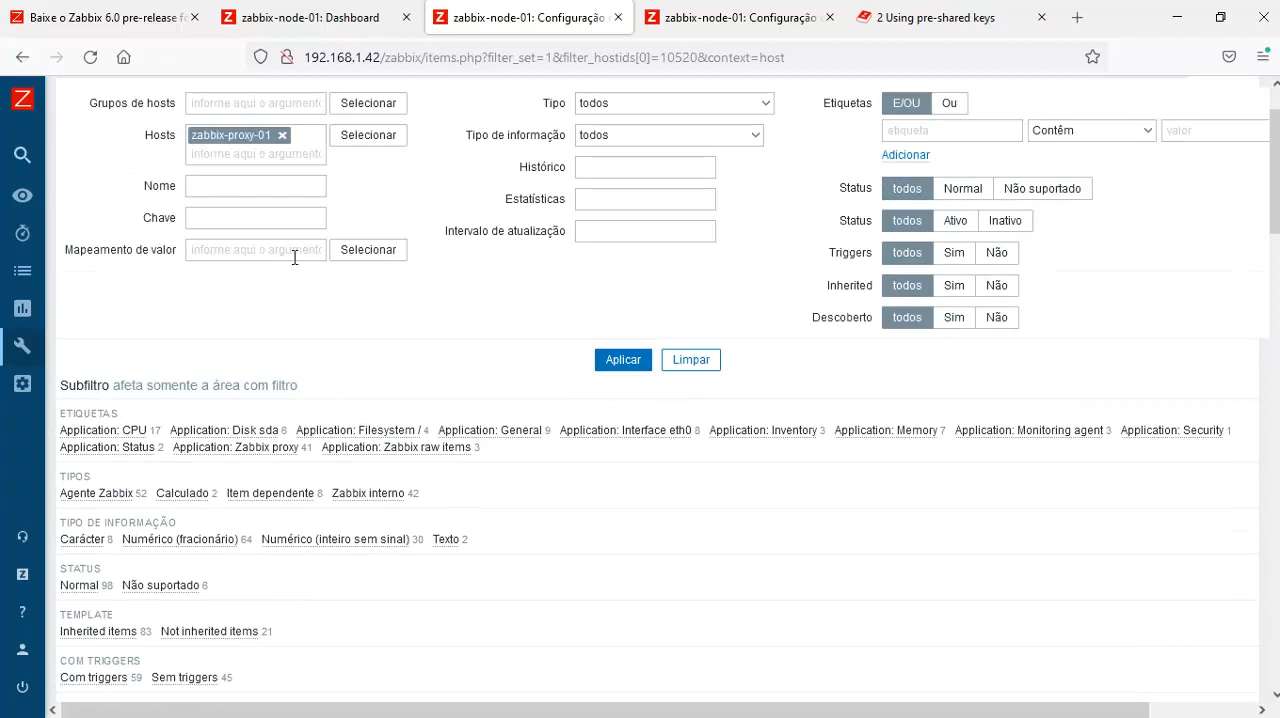 Baixe o Zabbix 6.0 pre-release f
zabbix-node-01: Dashboard
zabbix-node-01: Configuração
zabbix-node-01: Configuração
2 Using pre-shared keys
192.168.1.42/zabbix/items.php?filter_set=1&filter_hostids[0]=10520&context=host
Grupos de hosts informe aqui o argumento Selecionar Tipo todos Etiquetas E/OU Ou
Hosts zabbix-proxy-01 Selecionar Tipo de informação todos etiqueta Contêm valor
informe aqui o argumento Histórico Adicionar
Nome Estatísticas Status todos Normal Não suportado
Chave Intervalo de atualização Status todos Ativo Inativo
Mapeamento de valor informe aqui o argumento Selecionar Triggers todos Sim Não
Inherited todos Sim Não
Descoberto todos Sim Não
Aplicar Limpar
Subfiltro afeta somente a área com filtro
ETIQUETAS
Application: CPU 17 Application: Disk sda 6 Application: Filesystem / 4 Application: General 9 Application: Interface eth0 8 Application: Inventory 3 Application: Memory 7 Application: Monitoring agent 3 Application: Security 1
Application: Status 2 Application: Zabbix proxy 41 Application: Zabbix raw items 3
TIPOS
Agente Zabbix 52 Calculado 2 Item dependente 8 Zabbix interno 42
TIPO DE INFORMAÇÃO
Carácter 8 Numérico (fracionário) 64 Numérico (inteiro sem sinal) 30 Texto 2
STATUS
Normal 98 Não suportado 6
TEMPLATE
Inherited items 83 Not inherited items 21
COM TRIGGERS
Com triggers 59 Sem triggers 45